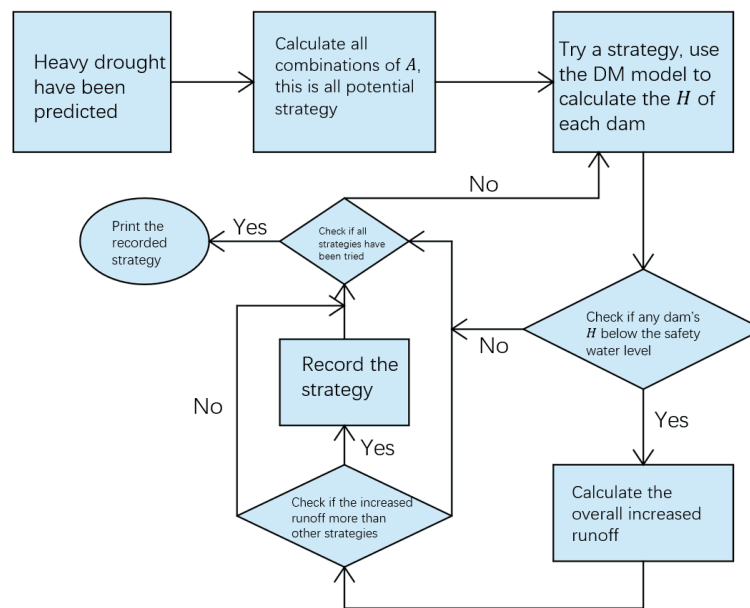 Heavy drought
have been
predicted
Calculate all
combinations of A,
this is all potential
strategy
Try a strategy, use
the DM model to
calculate the H of
each dam
No
Print the
recorded
strategy
Yes
Check if all
strategies have
been tried
Check if any dam's
H below the safety
water level
No
Record the
strategy
No
Yes
Yes
Check if the increased
runoff more than
other strategies
Calculate the
overall increased
runoff